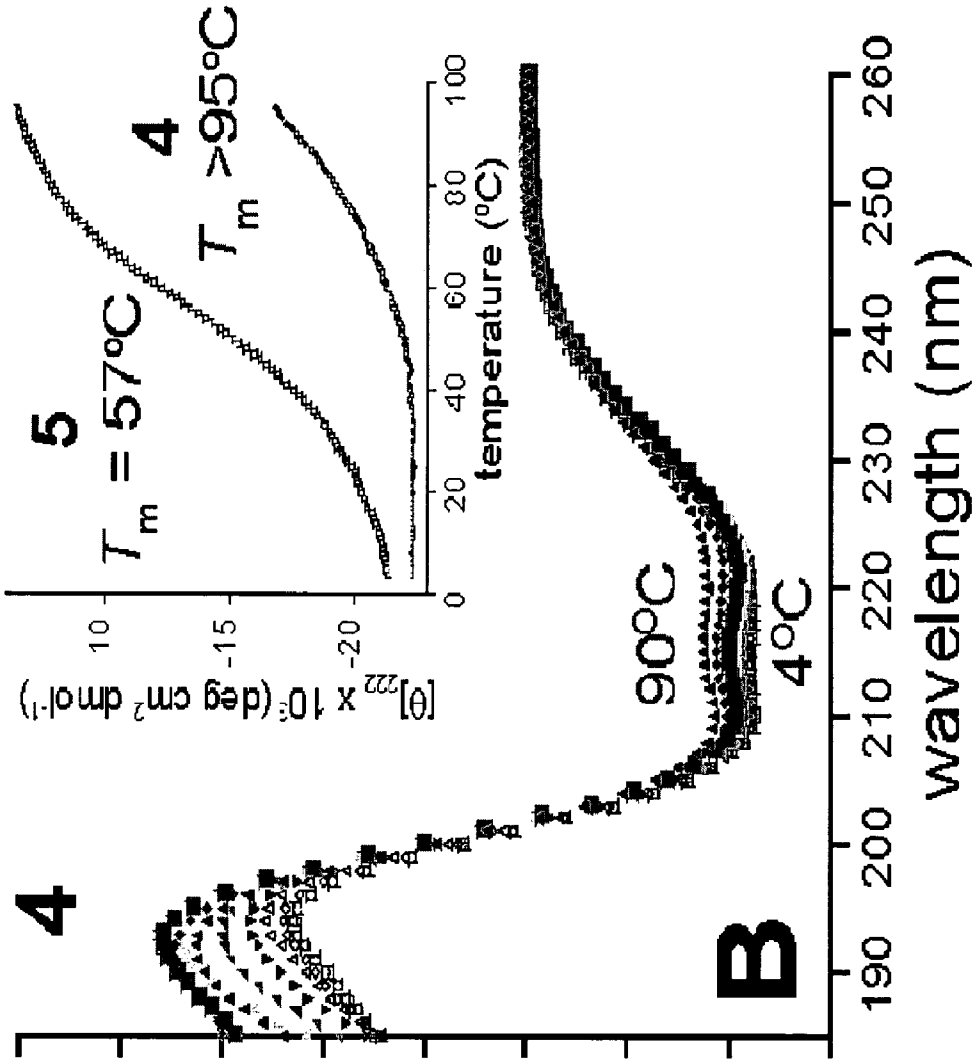 4
5
T_m = 57°C
4
T_m >95°C
[θ]₂₂₂ x 10³(deg cm² dmol⁻¹)
10
-15
-20
0
20
40
60
80
100
temperature (°C)
90°C
4°C
B
190
200
210
220
230
240
250
260
wavelength (nm)